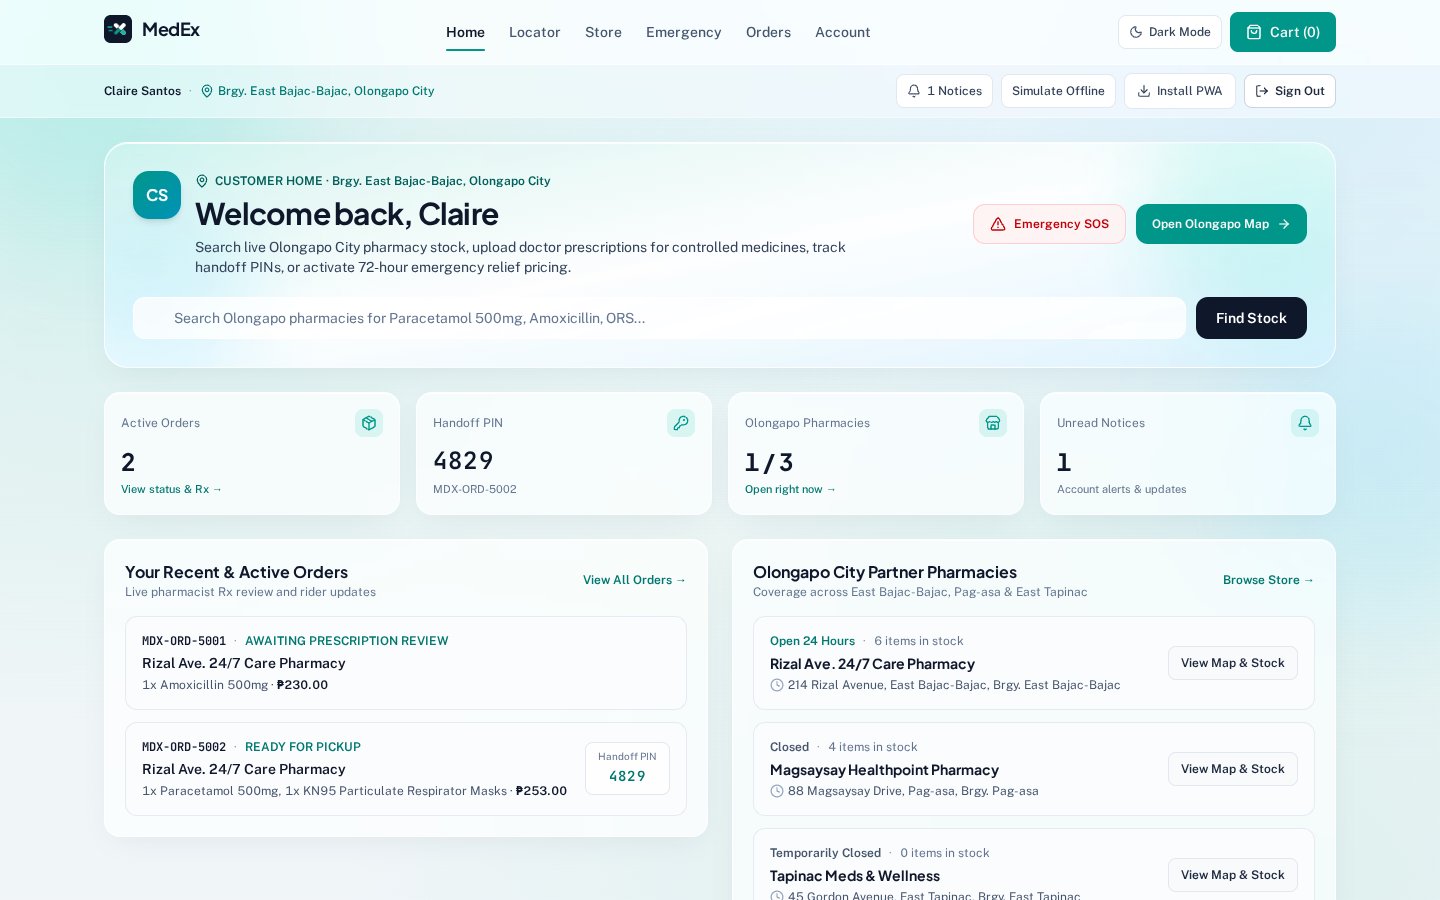 MedEx
Home
Locator
Store
Emergency
Orders
Account
Dark Mode
Cart (0)
Claire Santos · Brgy. East Bajac-Bajac, Olongapo City
1 Notices
Simulate Offline
Install PWA
Sign Out
CS
CUSTOMER HOME · Brgy. East Bajac-Bajac, Olongapo City
Welcome back, Claire
Search live Olongapo City pharmacy stock, upload doctor prescriptions for controlled medicines, track
handoff PINs, or activate 72-hour emergency relief pricing.
Emergency SOS
Open Olongapo Map →
Search Olongapo pharmacies for Paracetamol 500mg, Amoxicillin, ORS...
Find Stock
Active Orders
2
View status & Rx →
Handoff PIN
4829
MDX-ORD-5002
Olongapo Pharmacies
1/3
Open right now →
Unread Notices
1
Account alerts & updates
Your Recent & Active Orders
Live pharmacist Rx review and rider updates
View All Orders →
MDX-ORD-5001 · AWAITING PRESCRIPTION REVIEW
Rizal Ave. 24/7 Care Pharmacy
1x Amoxicillin 500mg · ₱230.00
MDX-ORD-5002 · READY FOR PICKUP
Rizal Ave. 24/7 Care Pharmacy
1x Paracetamol 500mg, 1x KN95 Particulate Respirator Masks · ₱253.00
Handoff PIN
4829
Olongapo City Partner Pharmacies
Coverage across East Bajac-Bajac, Pag-asa & East Tapinac
Browse Store →
Open 24 Hours · 6 items in stock
Rizal Ave. 24/7 Care Pharmacy
214 Rizal Avenue, East Bajac-Bajac, Brgy. East Bajac-Bajac
View Map & Stock
Closed · 4 items in stock
Magsaysay Healthpoint Pharmacy
88 Magsaysay Drive, Pag-asa, Brgy. Pag-asa
View Map & Stock
Temporarily Closed · 0 items in stock
Tapinac Meds & Wellness
45 Gordon Avenue, East Tapinac, Brgy. East Tapinac
View Map & Stock